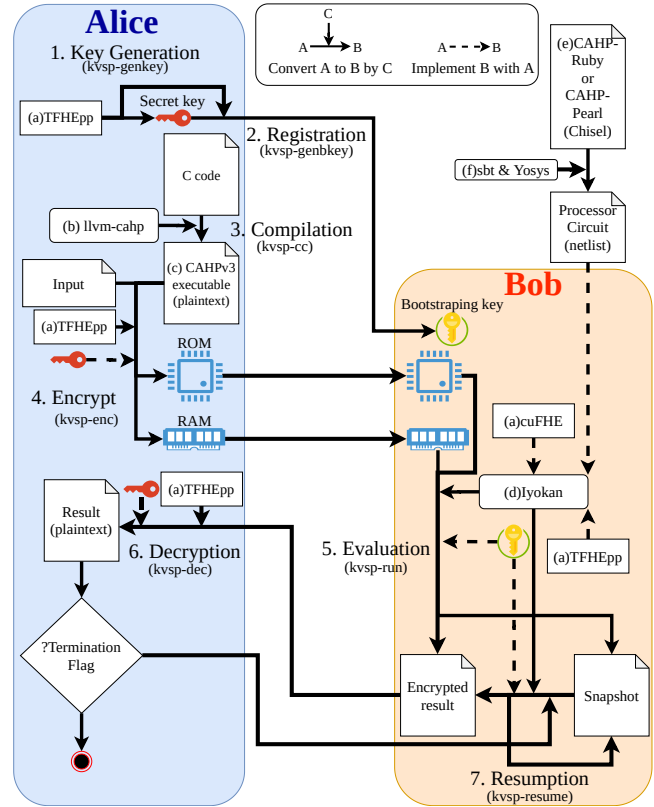 Alice
1. Key Generation
(kvsp-genkey)
(a)TFHEpp
Secret key
2. Registration
(kvsp-genbkey)
C
A
B
Convert A to B by C
A
B
Implement B with A
(e)CAHP-
Ruby
or
CAHP-
Pearl
(Chisel)
(f)sbt & Yosys
Processor
Circuit
(netlist)
C code
(b) llvm-cahp
3. Compilation
(kvsp-cc)
(c) CAHPv3
executable
(plaintext)
Input
(a)TFHEpp
4. Encrypt
(kvsp-enc)
ROM
RAM
Bob
Bootstraping key
(a)cuFHE
(d)Iyokan
(a)TFHEpp
5. Evaluation
(kvsp-run)
Result
(plaintext)
(a)TFHEpp
6. Decryption
(kvsp-dec)
?Termination
Flag
Encrypted
result
Snapshot
7. Resumption
(kvsp-resume)